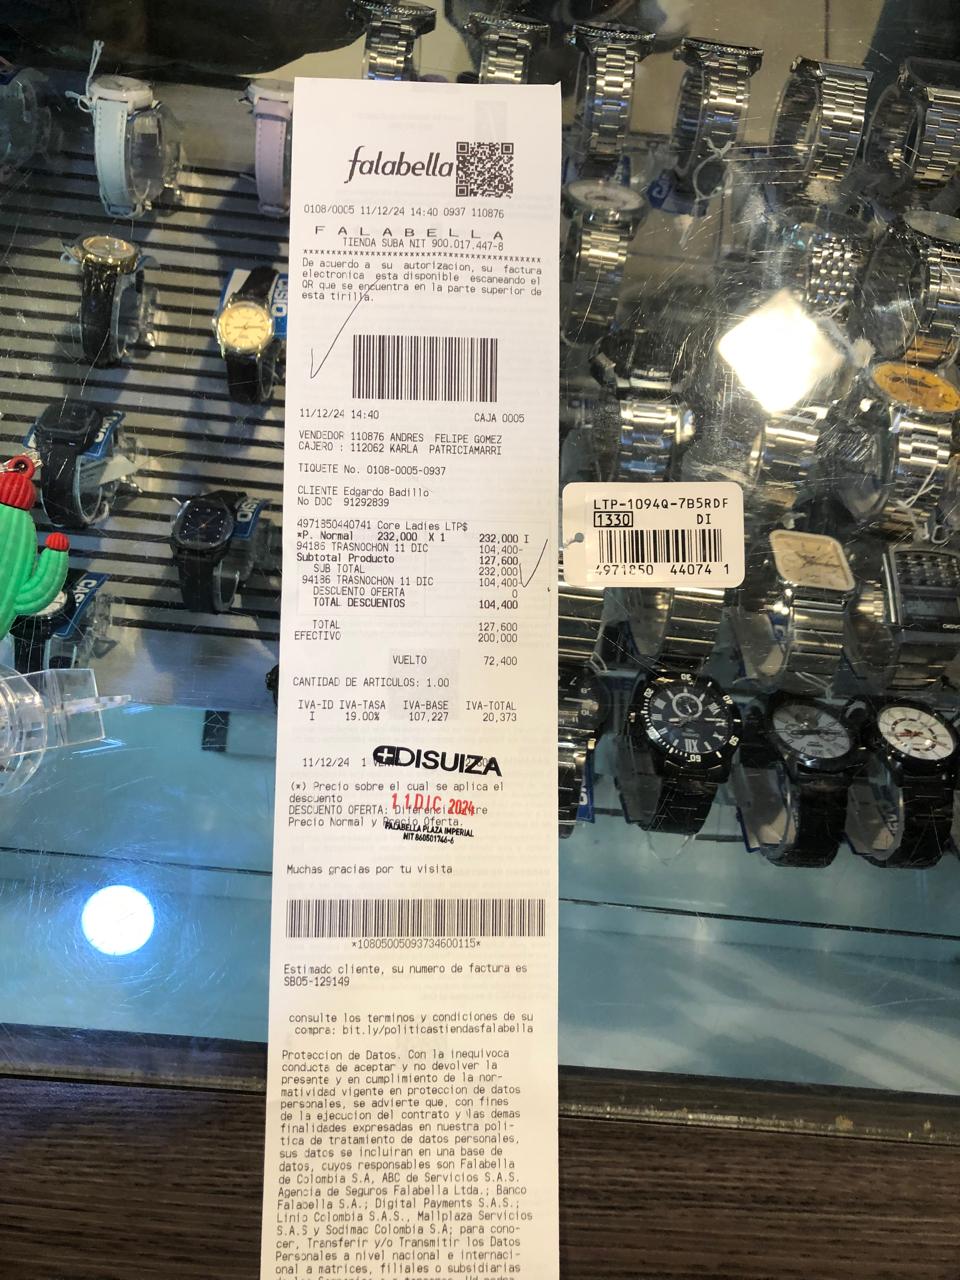 falabella
0108/0005 11/12/24 14:40 0937 110876
F A L A B E L L A
TIENDA SUBA NIT 900.017.447-8
******************************************
De acuerdo a su autorizacion, su factura
electronica esta disponible escaneando el
QR que se encuentra en la parte superior de
esta tirilla.
11/12/24 14:40 CAJA 0005
VENDEDOR 110876 ANDRES FELIPE GOMEZ
CAJERO : 112062 KARLA PATRICIAMARRI
TIQUETE No. 0108-0005-0937
CLIENTE Edgardo Badillo
No DOC 91292839
4971850440741 Core Ladies LTP$
*P. Normal 232,000 X 1 232,000 I
94186 TRASNOCHON 11 DIC 104,400-
Subtotal Producto 127,600
SUB TOTAL 232,000
94186 TRASNOCHON 11 DIC 104,400
DESCUENTO OFERTA 0
TOTAL DESCUENTOS 104,400
TOTAL 127,600
EFECTIVO 200,000
VUELTO 72,400
CANTIDAD DE ARTICULOS: 1.00
IVA-ID IVA-TASA IVA-BASE IVA-TOTAL
I 19.00% 107,227 20,373
DISUIZA
11/12/24 1
(*) Precio sobre el cual se aplica el
descuento
11 DIC 2024
DESCUENTO OFERTA: Diferencia entre
Precio Normal y Precio Oferta.
FALABELLA PLAZA IMPERIAL
NIT 860501746-6
Muchas gracias por tu visita
*10805005093734600115*
Estimado cliente, su numero de factura es
SB05-129149
consulte los terminos y condiciones de su
compra: bit.ly/politicastiendasfalabella
Proteccion de Datos. Con la inequivoca
conducta de aceptar y no devolver la
presente y en cumplimiento de la nor-
matividad vigente en proteccion de datos
personales, se advierte que, con fines
de la ejecucion del contrato y las demas
finalidades expresadas en nuestra poli-
tica de tratamiento de datos personales,
sus datos se incluiran en una base de
datos, cuyos responsables son Falabella
de Colombia S.A, ABC de Servicios S.A.S.
Agencia de Seguros Falabella Ltda.; Banco
Falabella S.A.; Digital Payments S.A.S.;
Linio Colombia S.A.S., Mallplaza Servicios
S.A.S y Sodimac Colombia S.A; para cono-
cer, Transferir y/o Transmitir los Datos
Personales a nivel nacional e internaci-
onal a matrices, filiales o subsidiarias
LTP-1094Q-7B5RDF
1330 DI
4971850 44074 1
CASIO